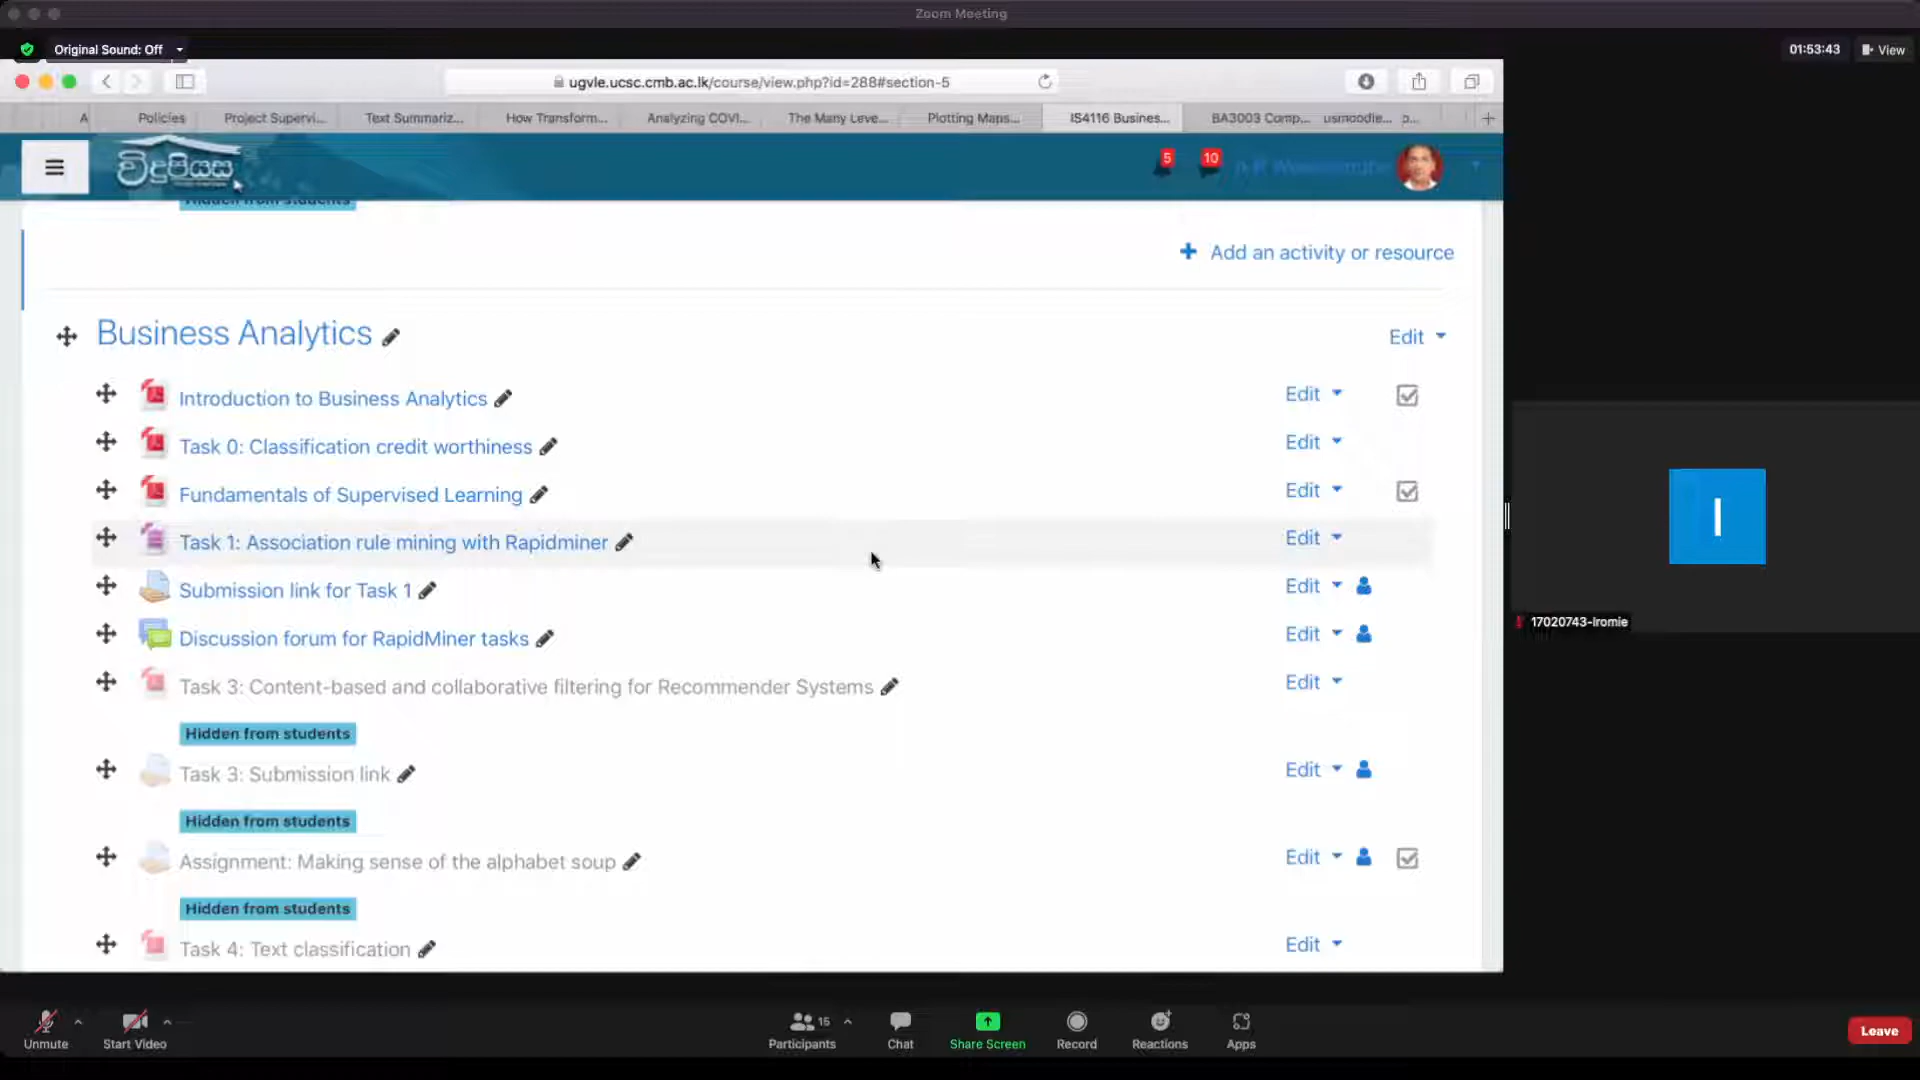 Zoom Meeting
Original Sound: Off
01:53:43
View
ugvle.ucsc.cmb.ac.lk/course/view.php?id=288#section-5
A
Policies
Project Supervi...
Text Summariz...
How Transform...
Analyzing COVI...
The Many Leve...
Plotting Maps...
IS4116 Busines...
BA3003 Comp...
usmoodle...
p...
විදුපියස
5
10
Hidden from students
+ Add an activity or resource
Business Analytics
Edit
Introduction to Business Analytics
Edit
Task 0: Classification credit worthiness
Edit
Fundamentals of Supervised Learning
Edit
Task 1: Association rule mining with Rapidminer
Edit
Submission link for Task 1
Edit
Discussion forum for RapidMiner tasks
Edit
Task 3: Content-based and collaborative filtering for Recommender Systems
Edit
Hidden from students
Task 3: Submission link
Edit
Hidden from students
Assignment: Making sense of the alphabet soup
Edit
Hidden from students
Task 4: Text classification
Edit
I
17020743-Iromie
Unmute
Start Video
15
Participants
Chat
Share Screen
Record
Reactions
Apps
Leave